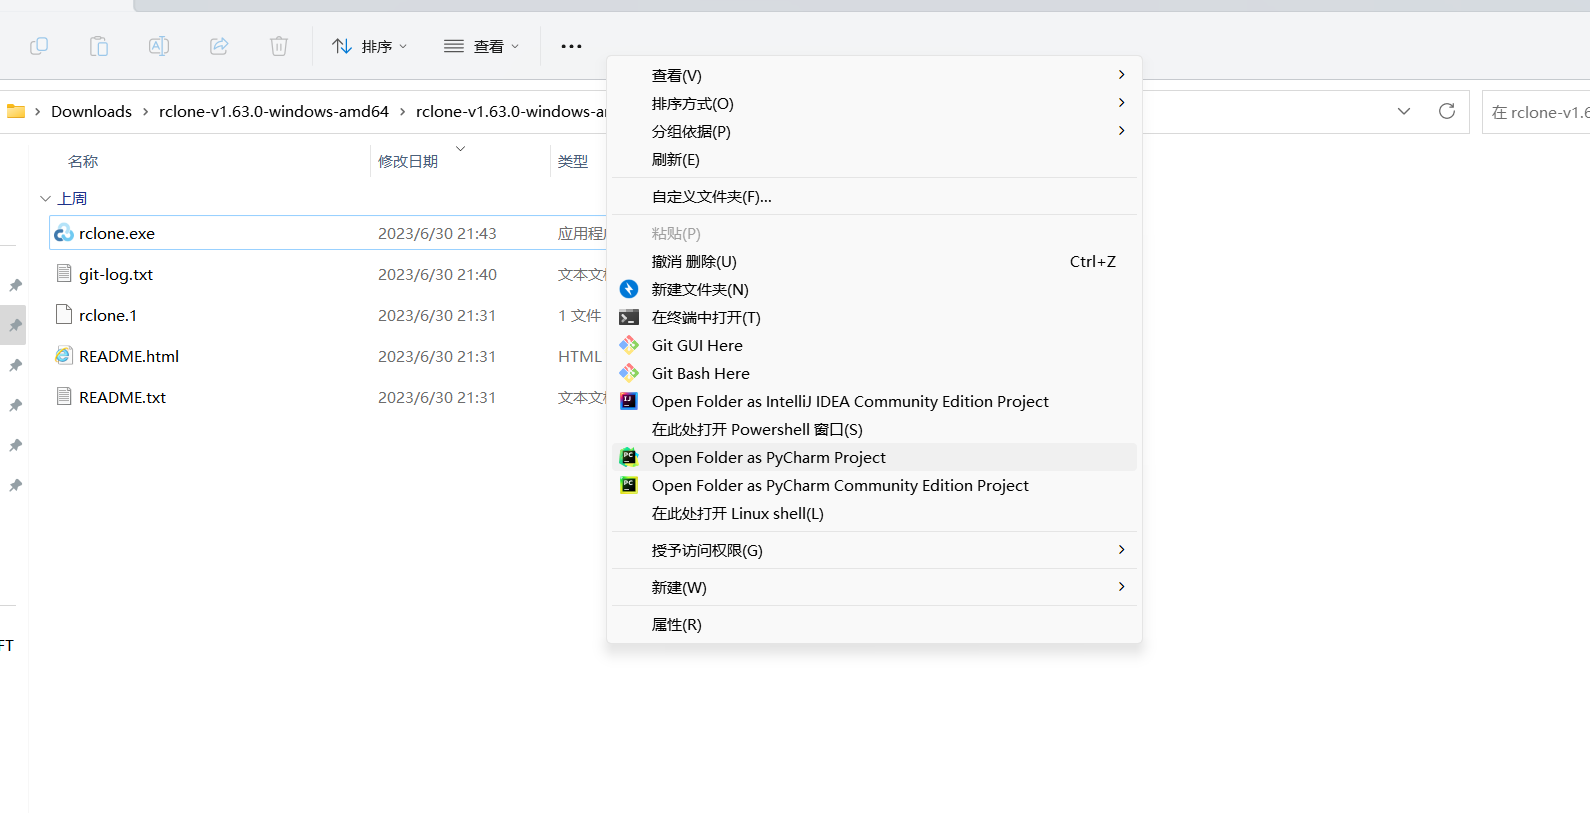 排序
查看
Downloads
rclone-v1.63.0-windows-amd64
rclone-v1.63.0-windows-a
在 rclone-v1.6
名称
修改日期
类型
上周
rclone.exe 2023/6/30 21:43 应用程
git-log.txt 2023/6/30 21:40 文本文
rclone.1 2023/6/30 21:31 1 文件
README.html 2023/6/30 21:31 HTML
README.txt 2023/6/30 21:31 文本文
FT
查看(V)
排序方式(O)
分组依据(P)
刷新(E)
自定义文件夹(F)...
粘贴(P)
撤消 删除(U) Ctrl+Z
新建文件夹(N)
在终端中打开(T)
Git GUI Here
Git Bash Here
Open Folder as IntelliJ IDEA Community Edition Project
在此处打开 Powershell 窗口(S)
Open Folder as PyCharm Project
Open Folder as PyCharm Community Edition Project
在此处打开 Linux shell(L)
授予访问权限(G)
新建(W)
属性(R)